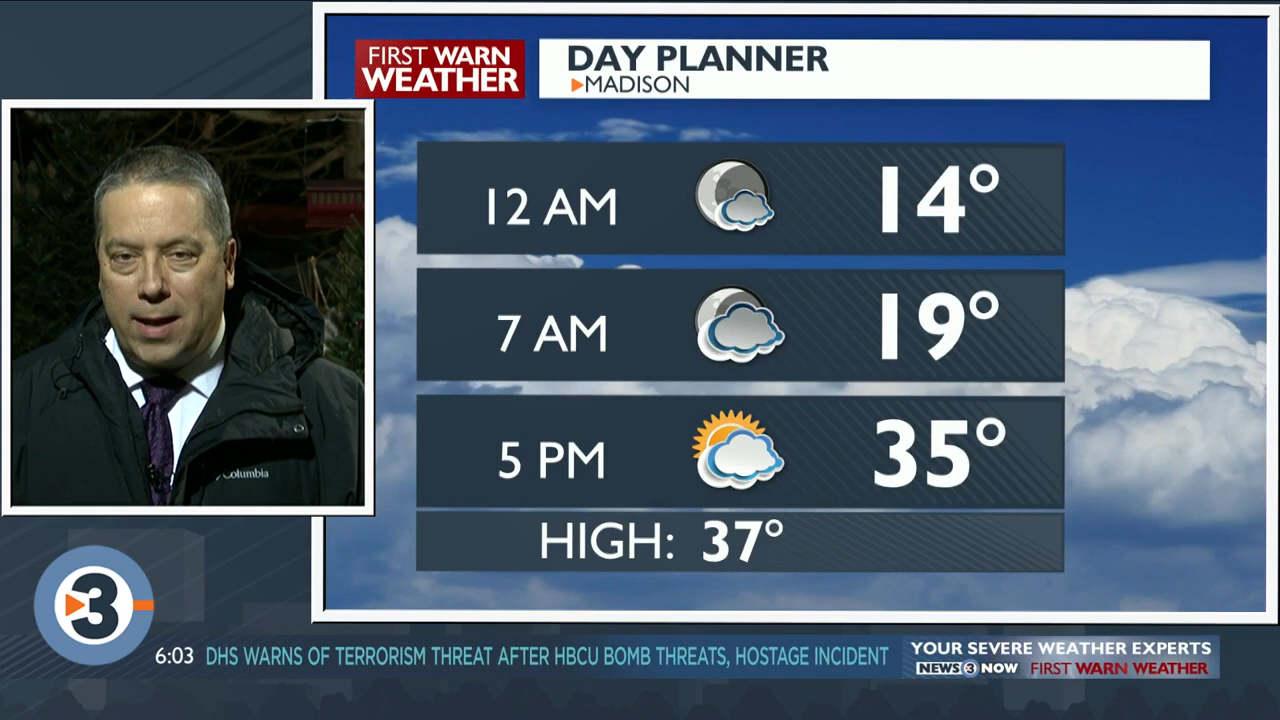 FIRST WARN
WEATHER
DAY PLANNER
MADISON
12 AM 14°
7 AM 19°
5 PM 35°
HIGH: 37°
Columbia
3
6:03 DHS WARNS OF TERRORISM THREAT AFTER HBCU BOMB THREATS, HOSTAGE INCIDENT
YOUR SEVERE WEATHER EXPERTS
NEWS 3 NOW FIRST WARN WEATHER